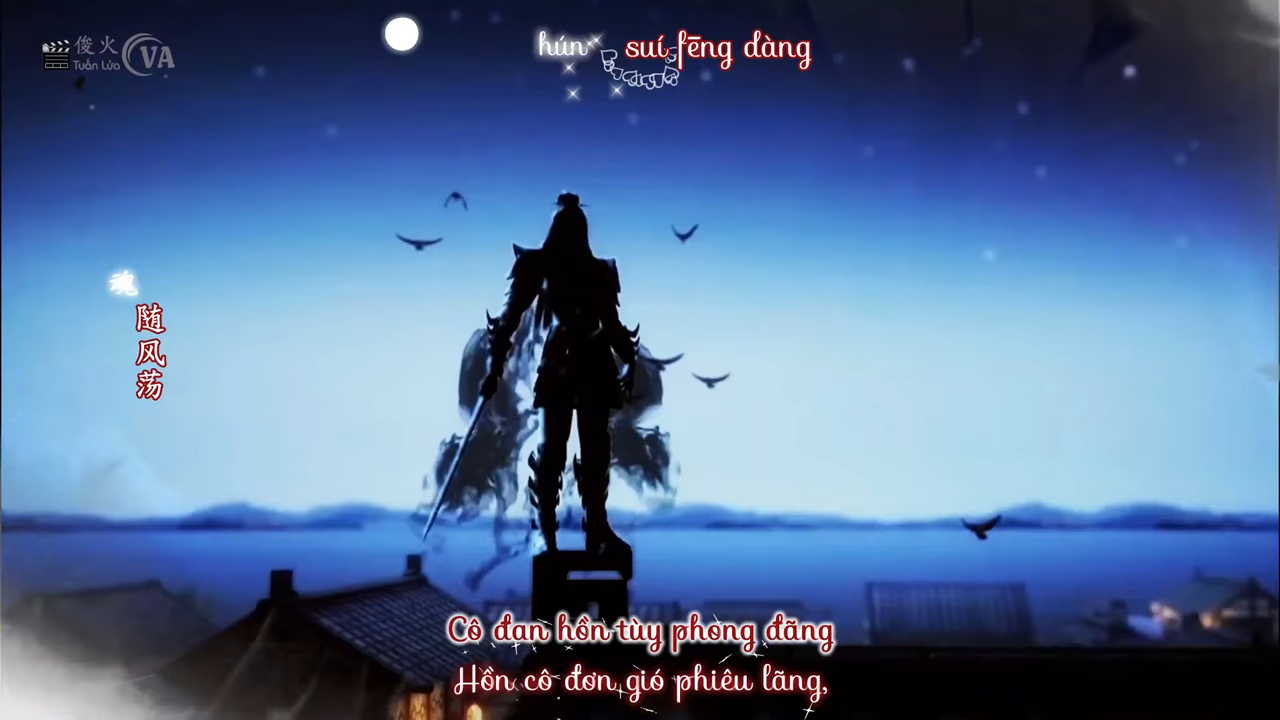 俊火
Tuấn Lửa
VA
hún suí fēng dàng
魂
随风荡
Cô đan hồn tùy phong đãng
Hồn cô đơn gió phiêu lãng,